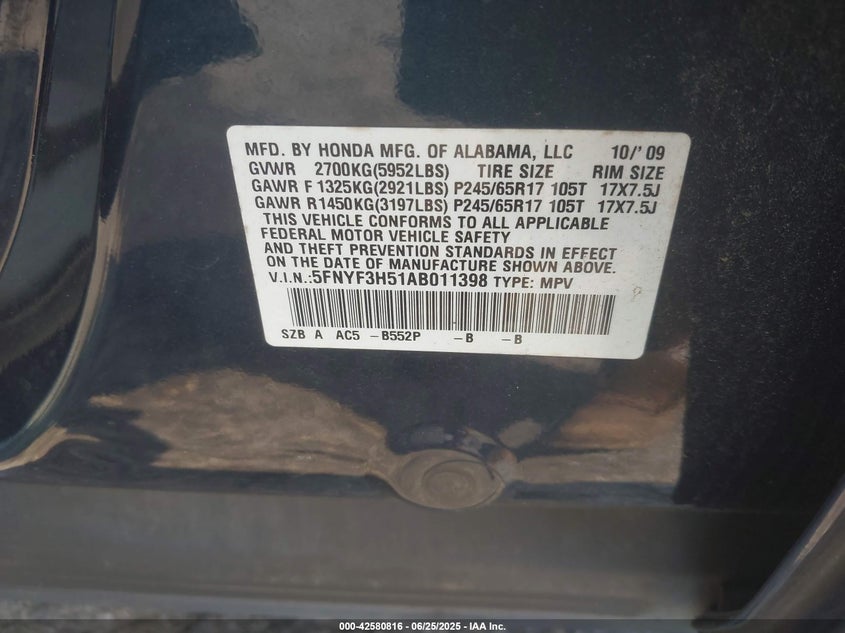 MFD. BY HONDA MFG. OF ALABAMA, LLC 10/'09
GVWR 2700KG(5952LBS) TIRE SIZE RIM SIZE
GAWR F 1325KG(2921LBS) P245/65R17 105T 17X7.5J
GAWR R 1450KG(3197LBS) P245/65R17 105T 17X7.5J
THIS VEHICLE CONFORMS TO ALL APPLICABLE
FEDERAL MOTOR VEHICLE SAFETY
AND THEFT PREVENTION STANDARDS IN EFFECT
ON THE DATE OF MANUFACTURE SHOWN ABOVE.
V.I.N.:5FNYF3H51AB011398 TYPE: MPV
SZB A AC5 -B552P -B -B
000-42580816 - 06/25/2025 - IAA Inc.